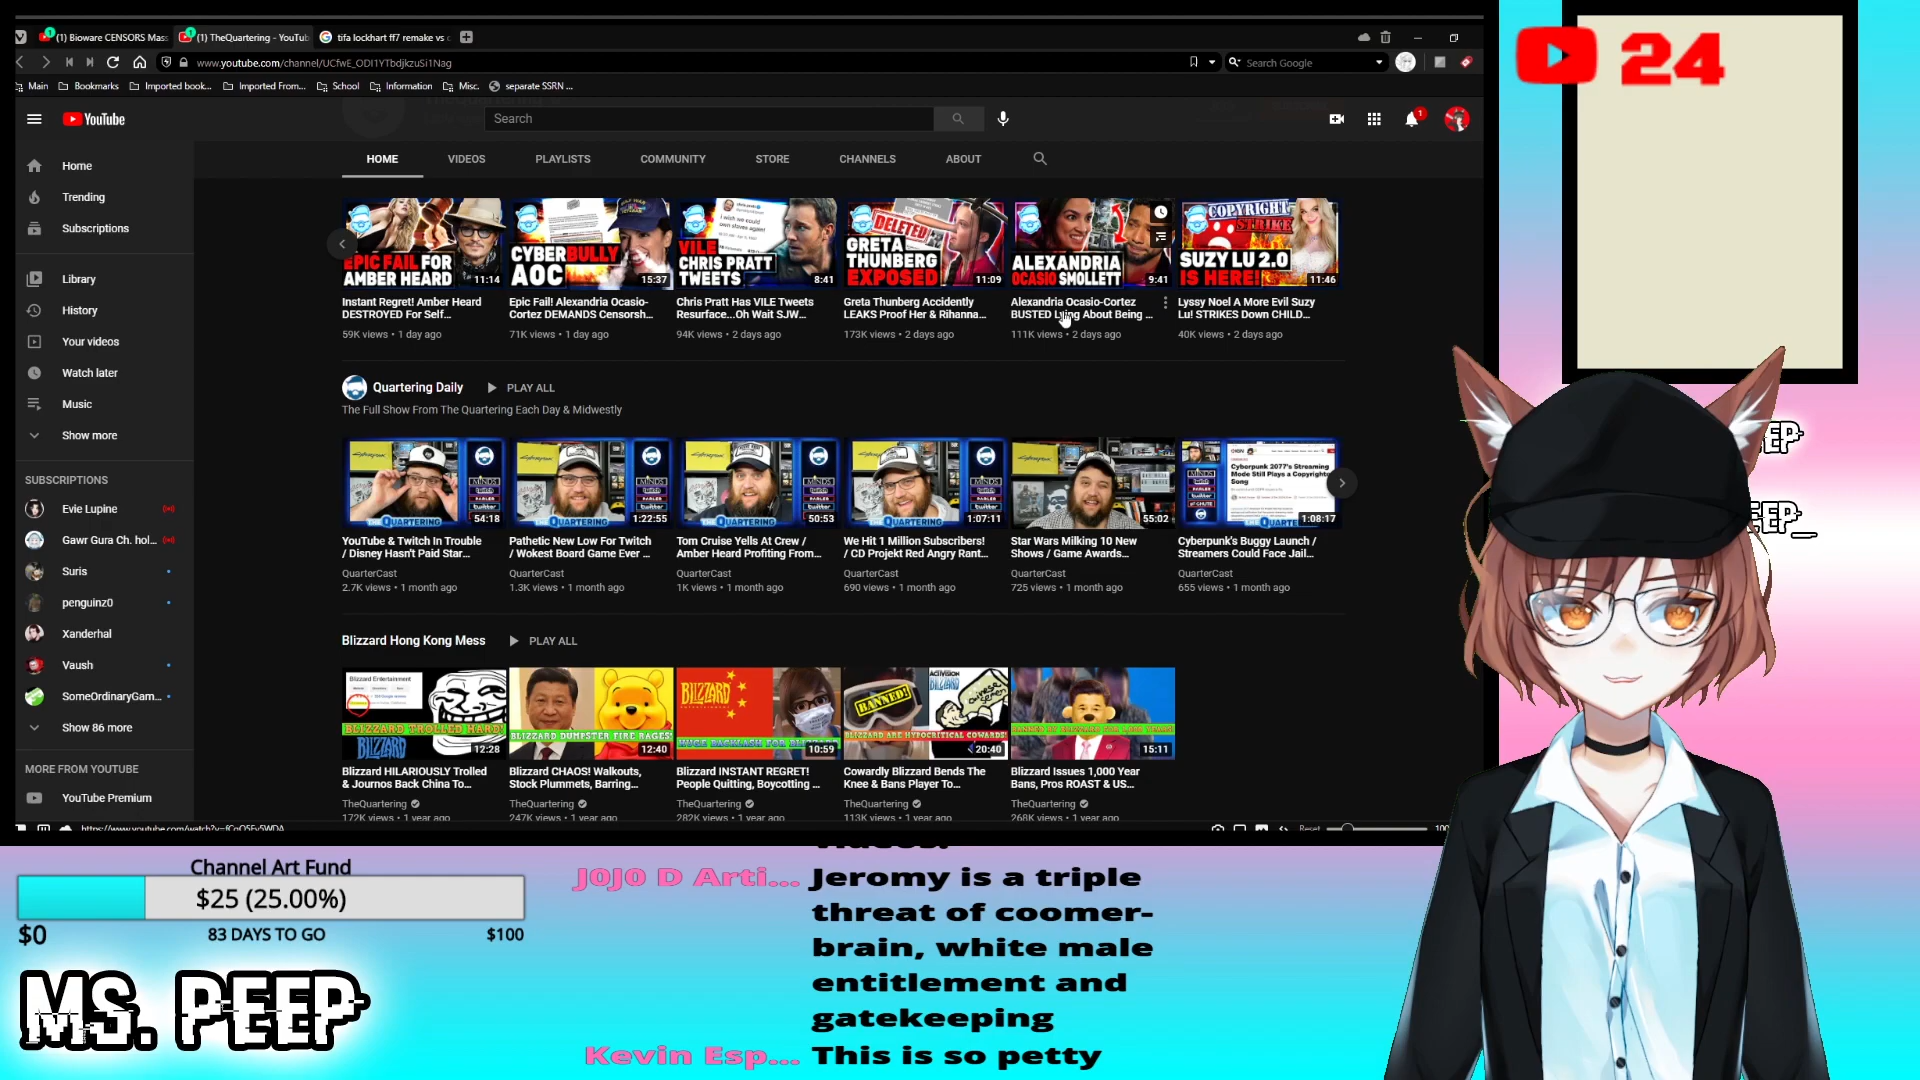 (1) Bioware CENSORS Mass
(1) TheQuartering - YouTub
tifa lockhart ff7 remake vs
www.youtube.com/channel/UCfwE_ODI1YTbdjkzuSi1Nag
Search Google
Main
Bookmarks
Imported book...
Imported From...
School
Information
Misc.
separate SSRN ...
YouTube
Search
1
HOME
VIDEOS
PLAYLISTS
COMMUNITY
STORE
CHANNELS
ABOUT
Home
Trending
Subscriptions
Library
History
Your videos
Watch later
Music
Show more
SUBSCRIPTIONS
Evie Lupine
Gawr Gura Ch. hol...
Suris
penguinz0
Xanderhal
Vaush
SomeOrdinaryGam...
Show 86 more
MORE FROM YOUTUBE
YouTube Premium
EPIC FAIL FOR
AMBER HEARD
11:14
Instant Regret! Amber Heard
DESTROYED For Self...
59K views • 1 day ago
CYBERBULLY
AOC
15:37
Epic Fail! Alexandria Ocasio-
Cortez DEMANDS Censorsh...
71K views • 1 day ago
VILE
CHRIS PRATT
TWEETS
8:41
Chris Pratt Has VILE Tweets
Resurface...Oh Wait SJW...
94K views • 2 days ago
DELETED
GRETA
THUNBERG
EXPOSED
11:09
Greta Thunberg Accidently
LEAKS Proof Her & Rihanna...
173K views • 2 days ago
ALEXANDRIA
OCASIO SMOLLETT
9:41
Alexandria Ocasio-Cortez
BUSTED Lying About Being ...
111K views • 2 days ago
COPYRIGHT
STRIKE
SUZY LU 2.0
IS HERE!
11:46
Lyssy Noel A More Evil Suzy
Lu! STRIKES Down CHILD...
40K views • 2 days ago
Quartering Daily
PLAY ALL
The Full Show From The Quartering Each Day & Midwestly
54:18
YouTube & Twitch In Trouble
/ Disney Hasn't Paid Star...
QuarterCast
2.7K views • 1 month ago
1:22:55
Pathetic New Low For Twitch
/ Wokest Board Game Ever ...
QuarterCast
1.3K views • 1 month ago
50:53
Tom Cruise Yells At Crew /
Amber Heard Profiting From...
QuarterCast
1K views • 1 month ago
1:07:11
We Hit 1 Million Subscribers!
/ CD Projekt Red Angry Rant...
QuarterCast
690 views • 1 month ago
55:02
Star Wars Milking 10 New
Shows / Game Awards...
QuarterCast
725 views • 1 month ago
Cyberpunk 2077's Streaming
Mode Still Plays a Copyrighted
Song
1:08:17
Cyberpunk's Buggy Launch /
Streamers Could Face Jail...
QuarterCast
655 views • 1 month ago
Blizzard Hong Kong Mess
PLAY ALL
Blizzard Entertainment
BLIZZARD TROLLED HARD!
12:28
Blizzard HILARIOUSLY Trolled
& Journos Back China To...
TheQuartering
172K views • 1 year ago
BLIZZARD DUMPSTER FIRE RAGES!
12:40
Blizzard CHAOS! Walkouts,
Stock Plummets, Barring...
TheQuartering
247K views • 1 year ago
BLIZZARD
HUGE BACKLASH FOR BLIZZARD
10:59
Blizzard INSTANT REGRET!
People Quitting, Boycotting ...
TheQuartering
282K views • 1 year ago
BANNED!
BLIZZARD ARE HYPOCRITICAL COWARDS!
20:40
Cowardly Blizzard Bends The
Knee & Bans Player To...
TheQuartering
113K views • 1 year ago
15:11
Blizzard Issues 1,000 Year
Bans, Pros ROAST & US...
TheQuartering
268K views • 1 year ago
Reset
24
Channel Art Fund
$25 (25.00%)
$0
83 DAYS TO GO
$100
MS. PEEP
J0J0 D Arti...
Jeromy is a triple
threat of coomer-
brain, white male
entitlement and
gatekeeping
Kevin Esp...
This is so petty